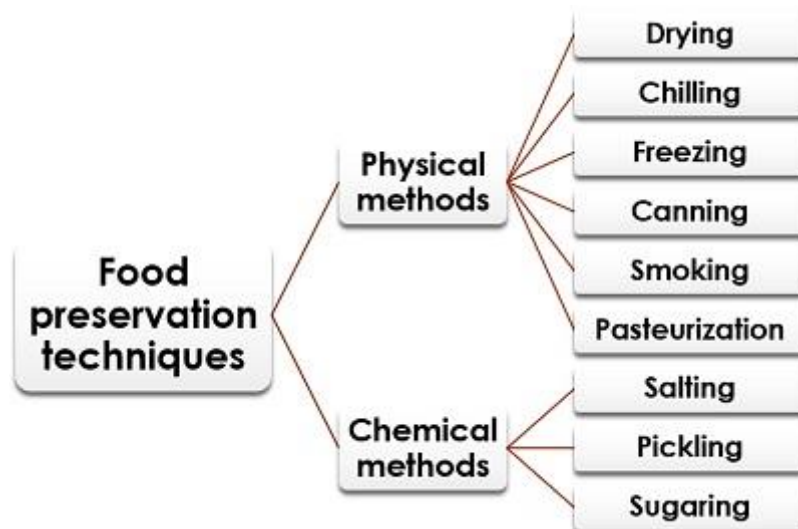 Food
preservation
techniques
Physical
methods
Drying
Chilling
Freezing
Canning
Smoking
Pasteurization
Chemical
methods
Salting
Pickling
Sugaring